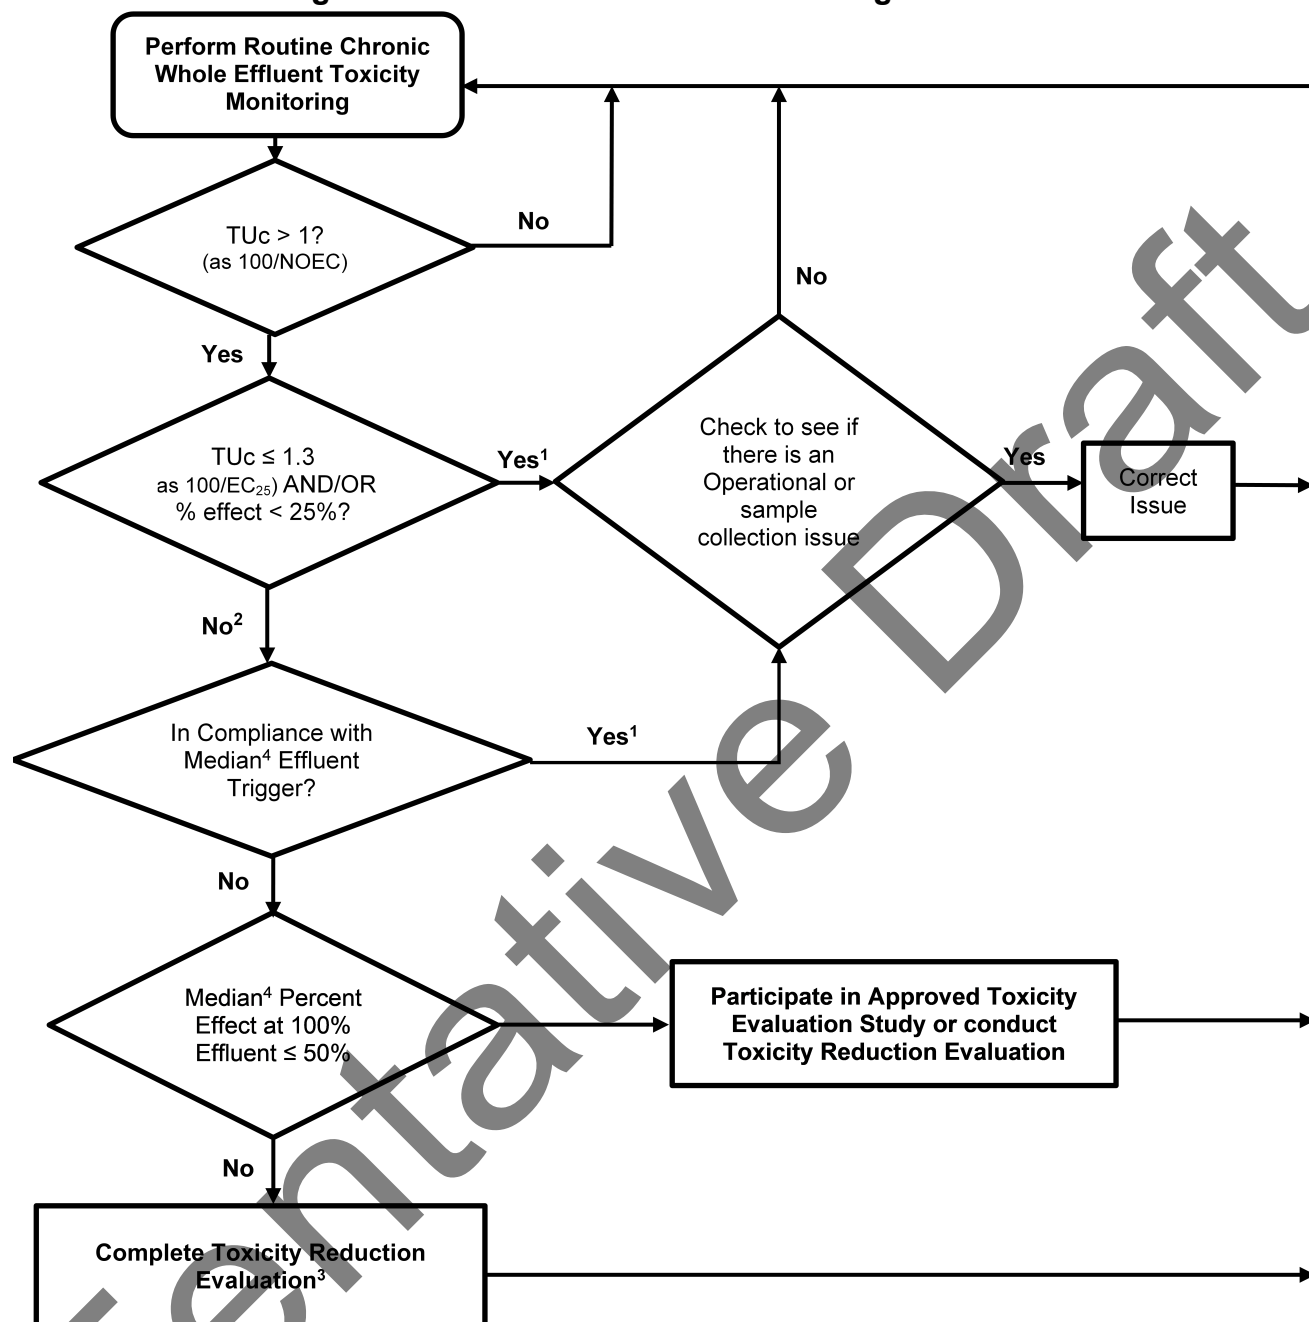 Perform Routine Chronic
Whole Effluent Toxicity
Monitoring
TUc > 1?
(as 100/NOEC)
No
Yes
TUc ≤ 1.3
as 100/EC₂₅) AND/OR
% effect < 25%?
Yes¹
No
Check to see if
there is an
Operational or
sample
collection issue
Yes
Correct
Issue
No²
In Compliance with
Median⁴ Effluent
Trigger?
Yes¹
No
Median⁴ Percent
Effect at 100%
Effluent ≤ 50%
Participate in Approved Toxicity
Evaluation Study or conduct
Toxicity Reduction Evaluation
No
Complete Toxicity Reduction
Evaluation³
Tentative Draft